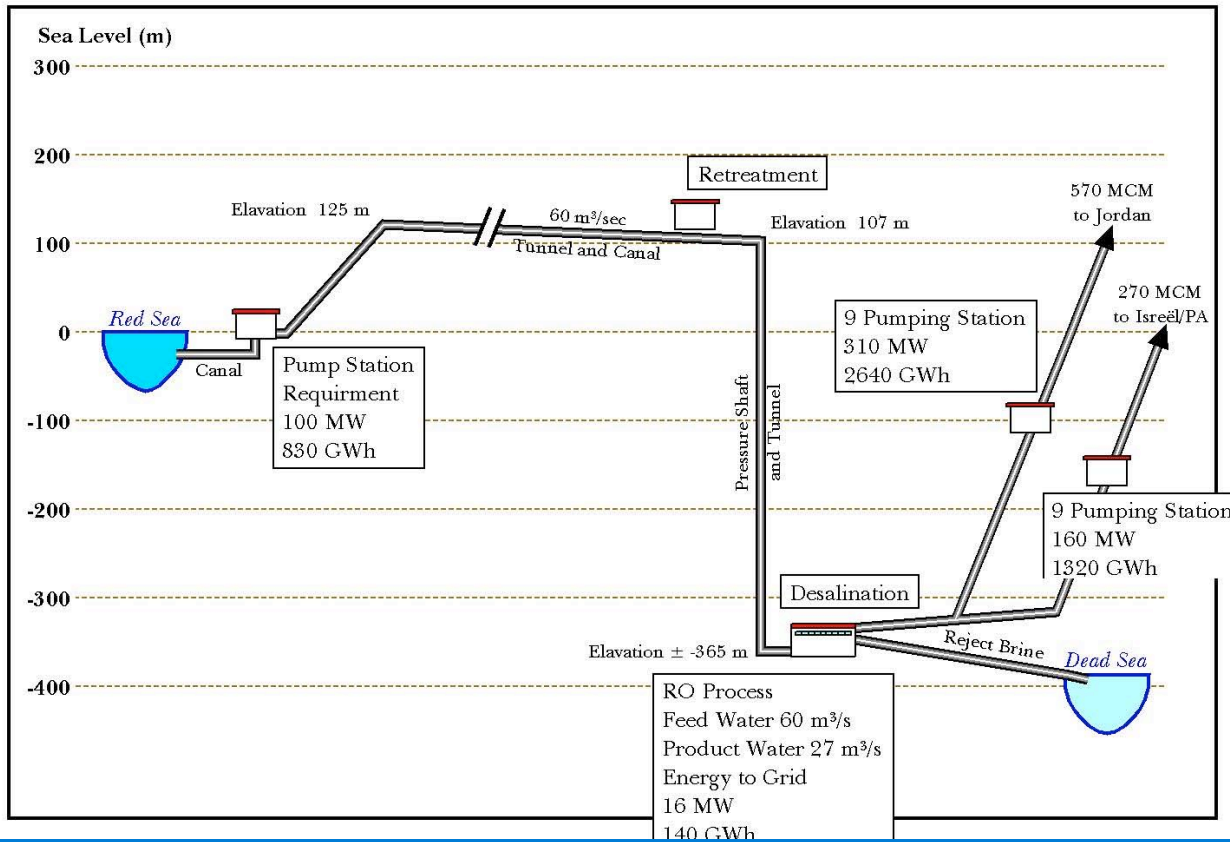 Sea Level (m)
300
200
100
0
-100
-200
-300
-400
Red Sea
Canal
Pump Station
Requirment
100 MW
830 GWh
Elavation 125 m
60 m³/sec
Tunnel and Canal
Retreatment
Elavation 107 m
Pressure Shaft
and Tunnel
570 MCM
to Jordan
270 MCM
to Isreël/PA
9 Pumping Station
310 MW
2640 GWh
9 Pumping Station
160 MW
1320 GWh
Desalination
Elavation ± -365 m
Reject Brine
Dead Sea
RO Process
Feed Water 60 m³/s
Product Water 27 m³/s
Energy to Grid
16 MW
140 GWh